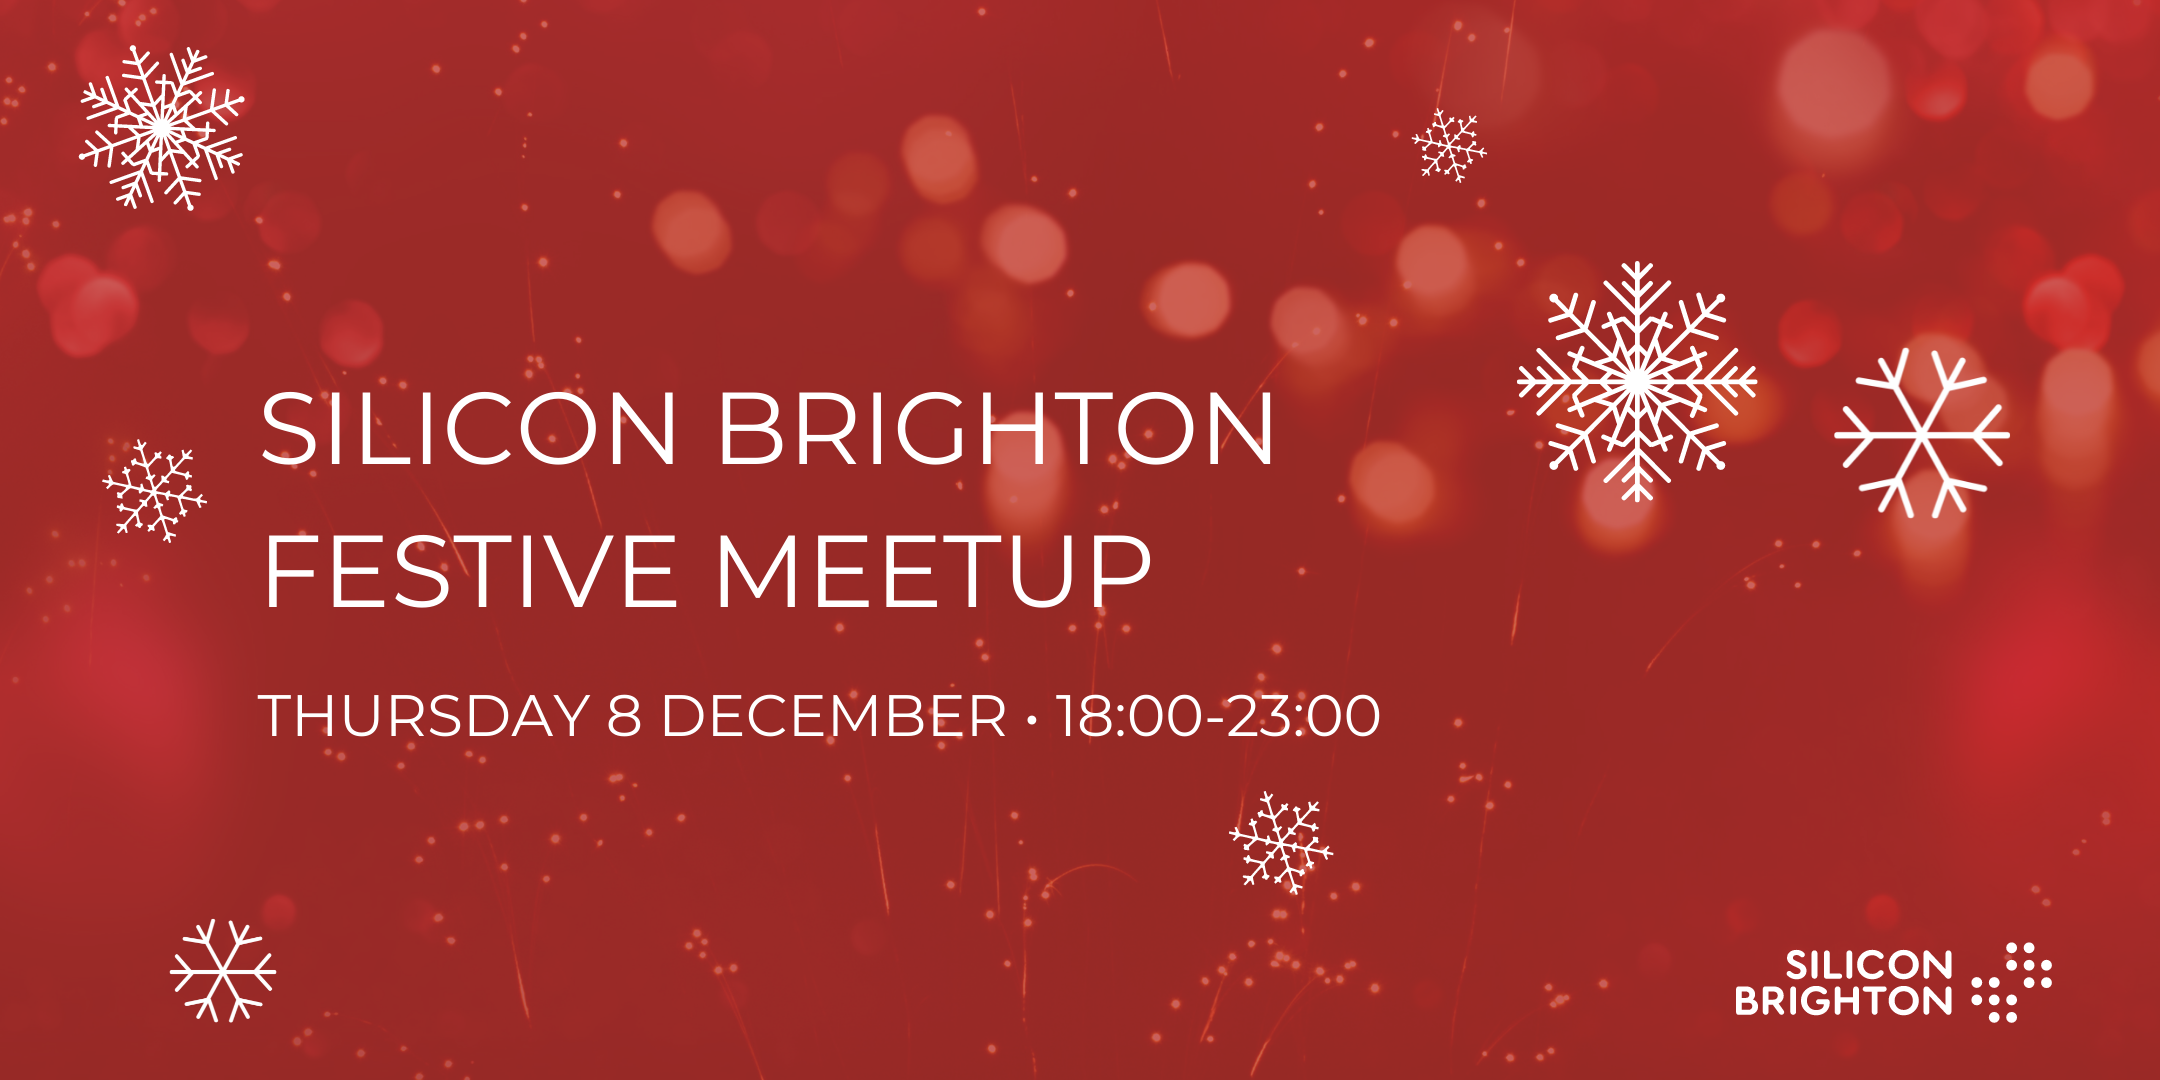 SILICON BRIGHTON
FESTIVE MEETUP
THURSDAY 8 DECEMBER • 18:00-23:00
SILICON
BRIGHTON